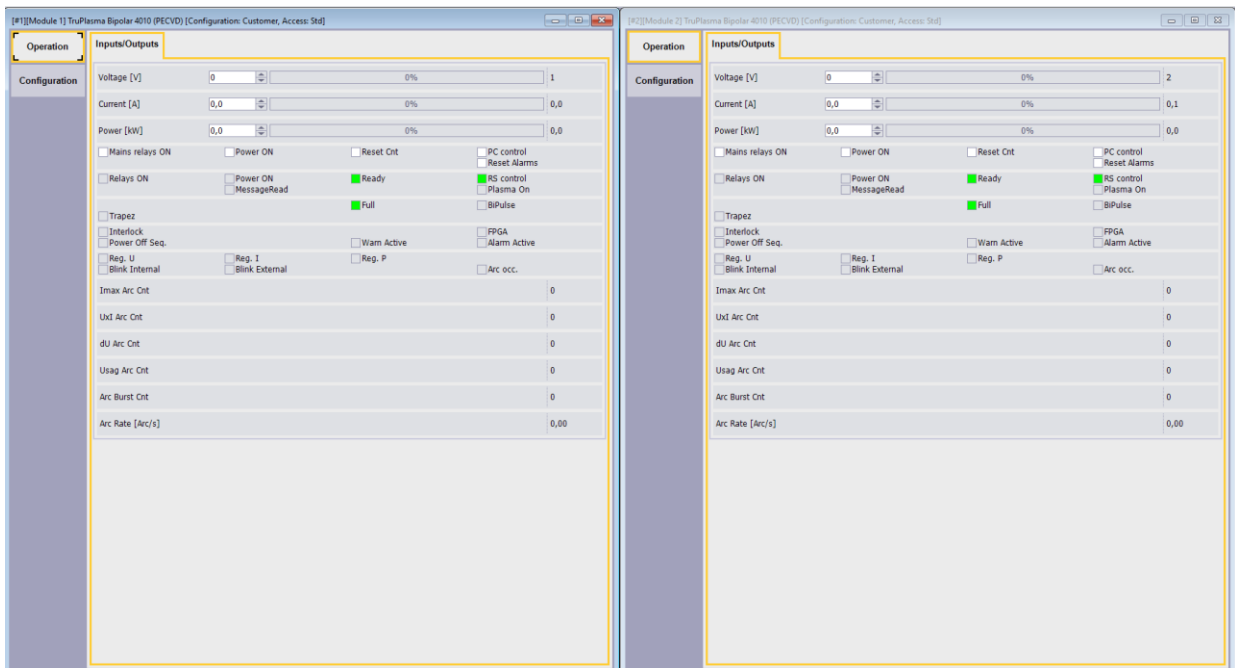 [#1][Module 1] TruPlasma Bipolar 4010 (PECVD) [Configuration: Customer, Access: Std]
Operation
Configuration
Inputs/Outputs
Voltage [V] 0 0% 1
Current [A] 0,0 0% 0,0
Power [kW] 0,0 0% 0,0
Mains relays ON Power ON Reset Cnt PC control
Reset Alarms
Relays ON Power ON Ready RS control
MessageRead Plasma On
Full BiPulse
Trapez
Interlock FPGA
Power Off Seq. Warn Active Alarm Active
Reg. U Reg. I Reg. P
Blink Internal Blink External Arc occ.
Imax Arc Cnt 0
UxI Arc Cnt 0
dU Arc Cnt 0
Usag Arc Cnt 0
Arc Burst Cnt 0
Arc Rate [Arc/s] 0,00
[#2][Module 2] TruPlasma Bipolar 4010 (PECVD) [Configuration: Customer, Access: Std]
Operation
Configuration
Inputs/Outputs
Voltage [V] 0 0% 2
Current [A] 0,0 0% 0,1
Power [kW] 0,0 0% 0,0
Mains relays ON Power ON Reset Cnt PC control
Reset Alarms
Relays ON Power ON Ready RS control
MessageRead Plasma On
Full BiPulse
Trapez
Interlock FPGA
Power Off Seq. Warn Active Alarm Active
Reg. U Reg. I Reg. P
Blink Internal Blink External Arc occ.
Imax Arc Cnt 0
UxI Arc Cnt 0
dU Arc Cnt 0
Usag Arc Cnt 0
Arc Burst Cnt 0
Arc Rate [Arc/s] 0,00